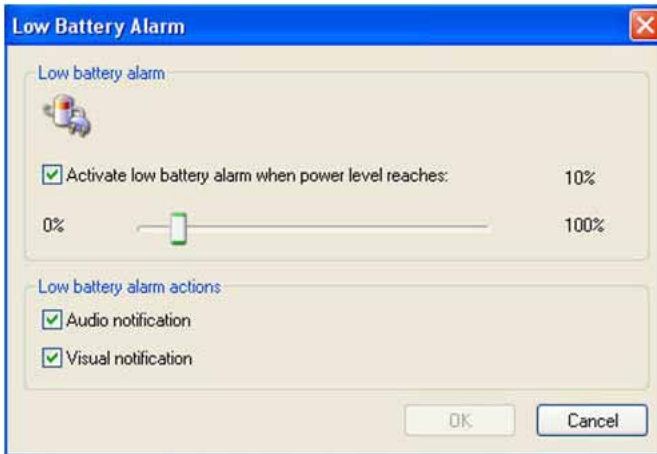 Low Battery Alarm
Low battery alarm
Activate low battery alarm when power level reaches: 10%
0% 100%
Low battery alarm actions
Audio notification
Visual notification
OK Cancel